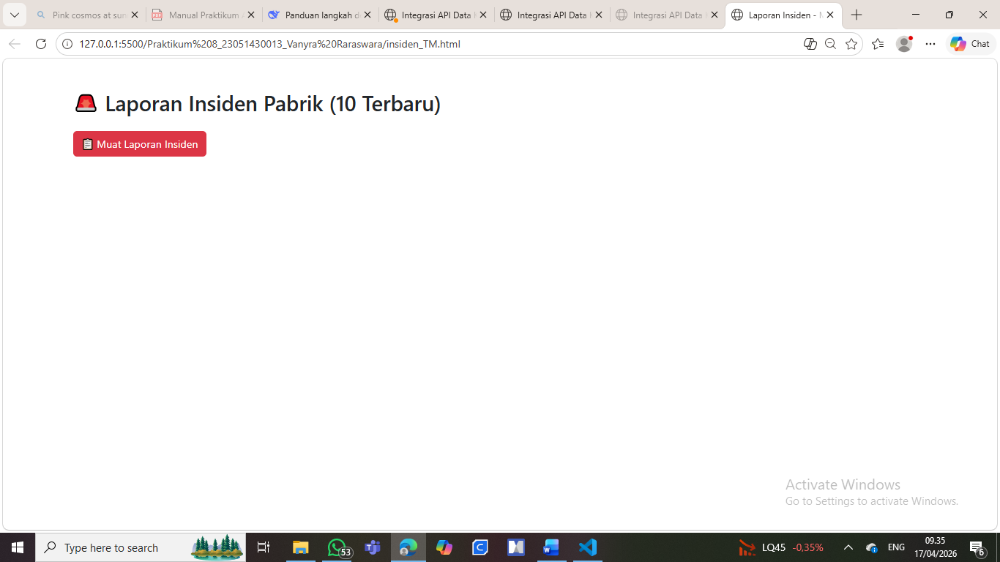 Pink cosmos at sun
Manual Praktikum A
Panduan langkah d
Integrasi API Data
Integrasi API Data
Integrasi API Data
Laporan Insiden - M
127.0.0.1:5500/Praktikum%208_23051430013_Vanyra%20Raraswara/insiden_TM.html
Chat
Laporan Insiden Pabrik (10 Terbaru)
Muat Laporan Insiden
Activate Windows
Go to Settings to activate Windows.
Type here to search
53
LQ45 -0,35%
ENG
09.35
17/04/2026
6